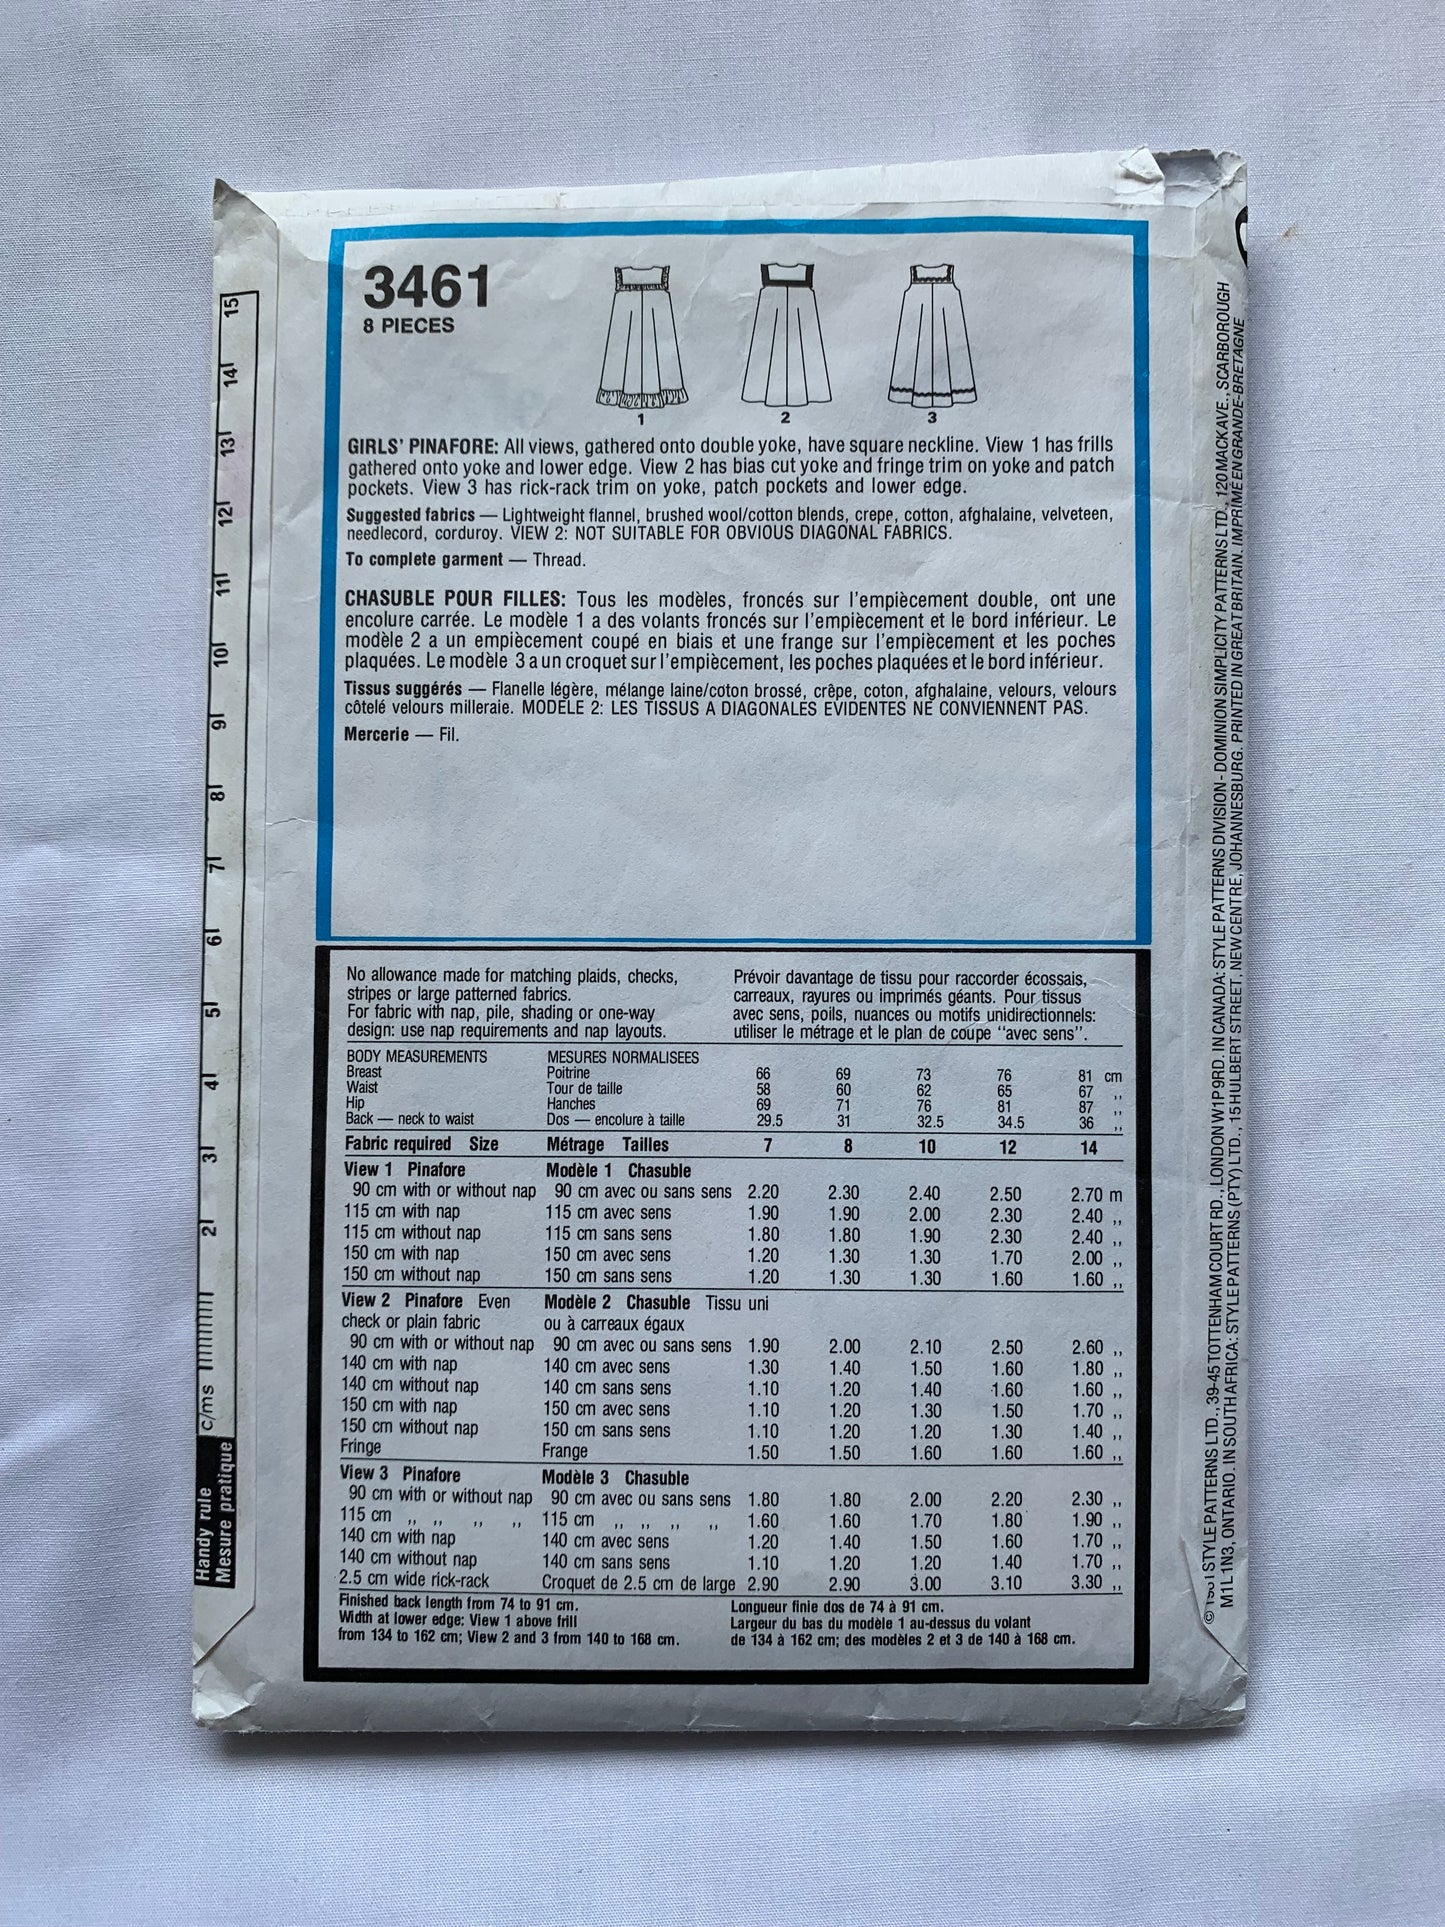 3461
8 PIECES
1
2
3
GIRLS' PINAFORE: All views, gathered onto double yoke, have square neckline. View 1 has frills
gathered onto yoke and lower edge. View 2 has bias cut yoke and fringe trim on yoke and patch
pockets. View 3 has rick-rack trim on yoke, patch pockets and lower edge.
Suggested fabrics — Lightweight flannel, brushed wool/cotton blends, crepe, cotton, afghalaine, velveteen,
needlecord, corduroy. VIEW 2: NOT SUITABLE FOR OBVIOUS DIAGONAL FABRICS.
To complete garment — Thread.
CHASUBLE POUR FILLES: Tous les modèles, froncés sur l'empiècement double, ont une
encolure carrée. Le modèle 1 a des volants froncés sur l'empiècement et le bord inférieur. Le
modèle 2 a un empiècement coupé en biais et une frange sur l'empiècement et les poches
plaquées. Le modèle 3 a un croquet sur l'empiècement, les poches plaquées et le bord inférieur.
Tissus suggérés — Flanelle légère, mélange laine/coton brossé, crêpe, coton, afghalaine, velours, velours
côtelé velours milleraie. MODELE 2: LES TISSUS A DIAGONALES EVIDENTES NE CONVIENNENT PAS.
Mercerie — Fil.
No allowance made for matching plaids, checks,
stripes or large patterned fabrics.
For fabric with nap, pile, shading or one-way
design: use nap requirements and nap layouts.
Prévoir davantage de tissu pour raccorder écossais,
carreaux, rayures ou imprimés géants. Pour tissus
avec sens, poils, nuances ou motifs unidirectionnels:
utiliser le métrage et le plan de coupe "avec sens".
BODY MEASUREMENTS MESURES NORMALISEES
Breast Poitrine 66 69 73 76 81 cm
Waist Tour de taille 58 60 62 65 67 ,,
Hip Hanches 69 71 76 81 87 ,,
Back — neck to waist Dos — encolure à taille 29.5 31 32.5 34.5 36 ,,
Fabric required Size Métrage Tailles 7 8 10 12 14
View 1 Pinafore Modèle 1 Chasuble
90 cm with or without nap 90 cm avec ou sans sens 2.20 2.30 2.40 2.50 2.70 m
115 cm with nap 115 cm avec sens 1.90 1.90 2.00 2.30 2.40 ,,
115 cm without nap 115 cm sans sens 1.80 1.80 1.90 2.30 2.40 ,,
150 cm with nap 150 cm avec sens 1.20 1.30 1.30 1.70 2.00 ,,
150 cm without nap 150 cm sans sens 1.20 1.30 1.30 1.60 1.60 ,,
View 2 Pinafore Even Modèle 2 Chasuble Tissu uni
check or plain fabric ou à carreaux égaux
90 cm with or without nap 90 cm avec ou sans sens 1.90 2.00 2.10 2.50 2.60 ,,
140 cm with nap 140 cm avec sens 1.30 1.40 1.50 1.60 1.80 ,,
140 cm without nap 140 cm sans sens 1.10 1.20 1.40 1.60 1.60 ,,
150 cm with nap 150 cm avec sens 1.10 1.20 1.30 1.50 1.70 ,,
150 cm without nap 150 cm sans sens 1.10 1.20 1.20 1.30 1.40 ,,
Fringe Frange 1.50 1.50 1.60 1.60 1.60 ,,
View 3 Pinafore Modèle 3 Chasuble
90 cm with or without nap 90 cm avec ou sans sens 1.80 1.80 2.00 2.20 2.30 ,,
115 cm ,, ,, ,, ,, 115 cm ,, ,, ,, ,, 1.60 1.60 1.70 1.80 1.90 ,,
140 cm with nap 140 cm avec sens 1.20 1.40 1.50 1.60 1.70 ,,
140 cm without nap 140 cm sans sens 1.10 1.20 1.20 1.40 1.70 ,,
2.5 cm wide rick-rack Croquet de 2.5 cm de large 2.90 2.90 3.00 3.10 3.30 ,,
Finished back length from 74 to 91 cm.
Width at lower edge: View 1 above frill
from 134 to 162 cm; View 2 and 3 from 140 to 168 cm.
Longueur finie dos de 74 à 91 cm.
Largeur du bas du modèle 1 au-dessus du volant
de 134 à 162 cm; des modèles 2 et 3 de 140 à 168 cm.
Handy rule
Mesure pratique
c/ms 2 3 4 5 6 7 8 9 10 11 12 13 14 15
© 1981 STYLE PATTERNS LTD., 39-45 TOTTENHAM COURT RD., LONDON W1P 9RD. IN CANADA: STYLE PATTERNS DIVISION - DOMINION SIMPLICITY PATTERNS LTD., 120 MACK AVE., SCARBOROUGH
M1L 1N3, ONTARIO. IN SOUTH AFRICA: STYLE PATTERNS (PTY) LTD., 15 HULBERT STREET, NEW CENTRE, JOHANNESBURG. PRINTED IN GREAT BRITAIN. IMPRIME EN GRANDE-BRETAGNE